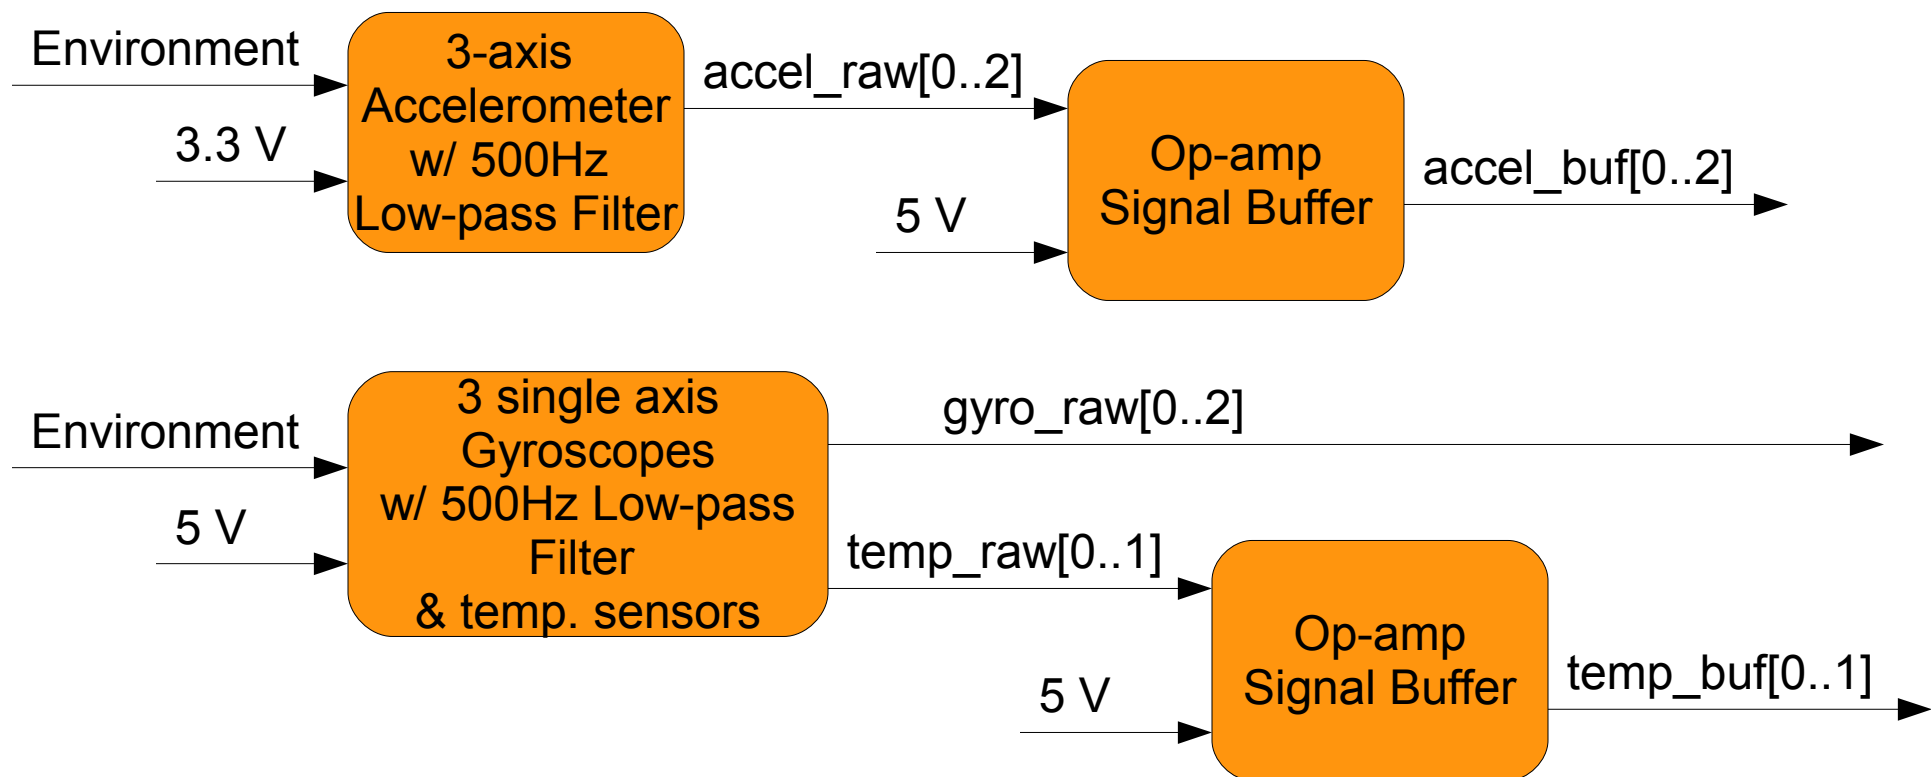 Environment
3.3 V
3-axis
Accelerometer
w/ 500Hz
Low-pass Filter
accel_raw[0..2]
5 V
Op-amp
Signal Buffer
accel_buf[0..2]
Environment
5 V
3 single axis
Gyroscopes
w/ 500Hz Low-pass
Filter
& temp. sensors
gyro_raw[0..2]
temp_raw[0..1]
5 V
Op-amp
Signal Buffer
temp_buf[0..1]